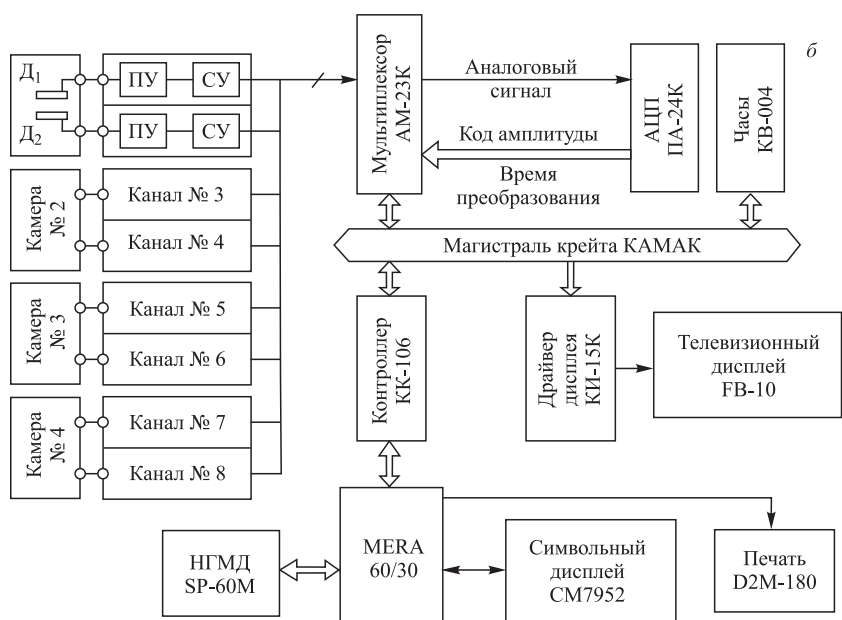 Д1
Д2
ПУ
СУ
ПУ
СУ
Камера
№ 2
Канал № 3
Канал № 4
Камера
№ 3
Канал № 5
Канал № 6
Камера
№ 4
Канал № 7
Канал № 8
Мультиплексор
АМ-23К
Аналоговый
сигнал
Код амплитуды
Время
преобразования
АЦП
ПА-24К
Часы
КВ-004
б
Магистраль крейта КАМАК
Контроллер
КК-106
Драйвер
дисплея
КИ-15К
Телевизионный
дисплей
FB-10
НГМД
SP-60M
MERA
60/30
Символьный
дисплей
СМ7952
Печать
D2M-180